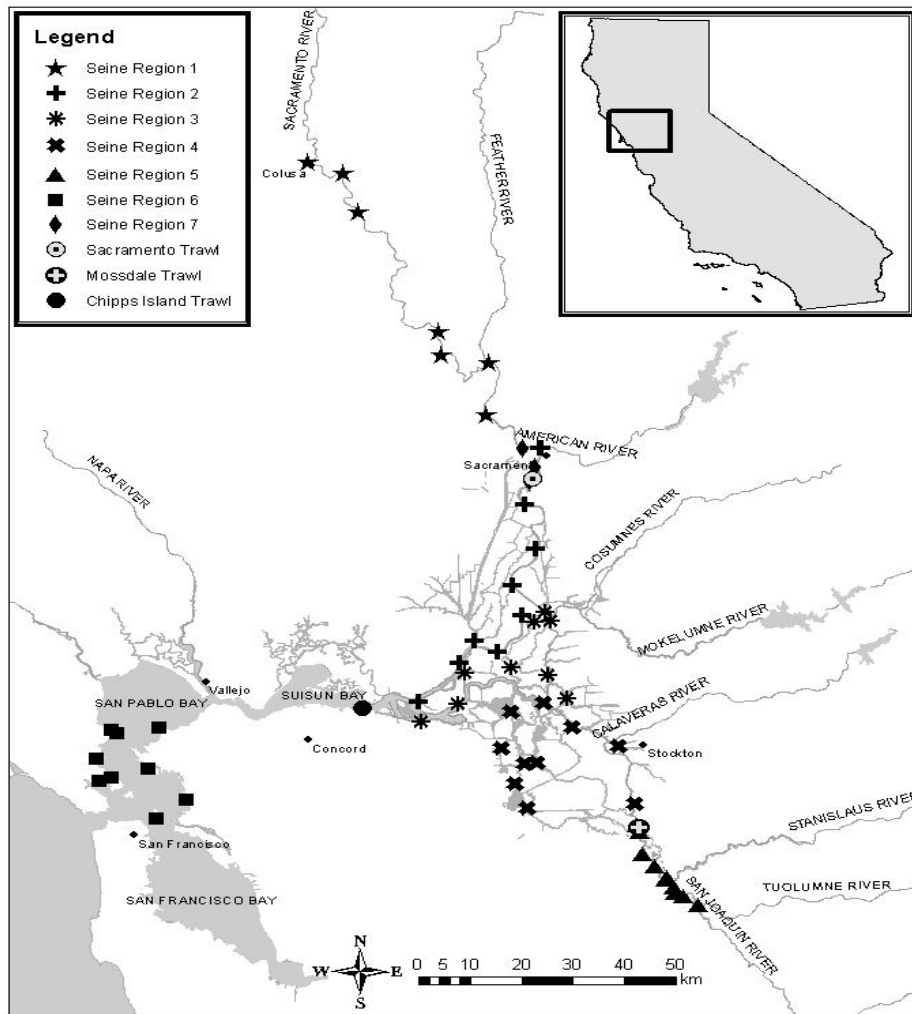 Legend
Seine Region 1
Seine Region 2
Seine Region 3
Seine Region 4
Seine Region 5
Seine Region 6
Seine Region 7
Sacramento Trawl
Mossdale Trawl
Chipps Island Trawl
SACRAMENTO RIVER
FEATHER RIVER
Colusa
AMERICAN RIVER
Sacramen
NAPA RIVER
COSUMNES RIVER
MOKELUMNE RIVER
Vallejo
SUISUN BAY
SAN PABLO BAY
CALAVERAS RIVER
Concord
Stockton
STANISLAUS RIVER
San Francisco
SAN JOAQUIN RIVER
TUOLUMNE RIVER
SAN FRANCISCO BAY
N
W E
S
0 5 10 20 30 40 50
km